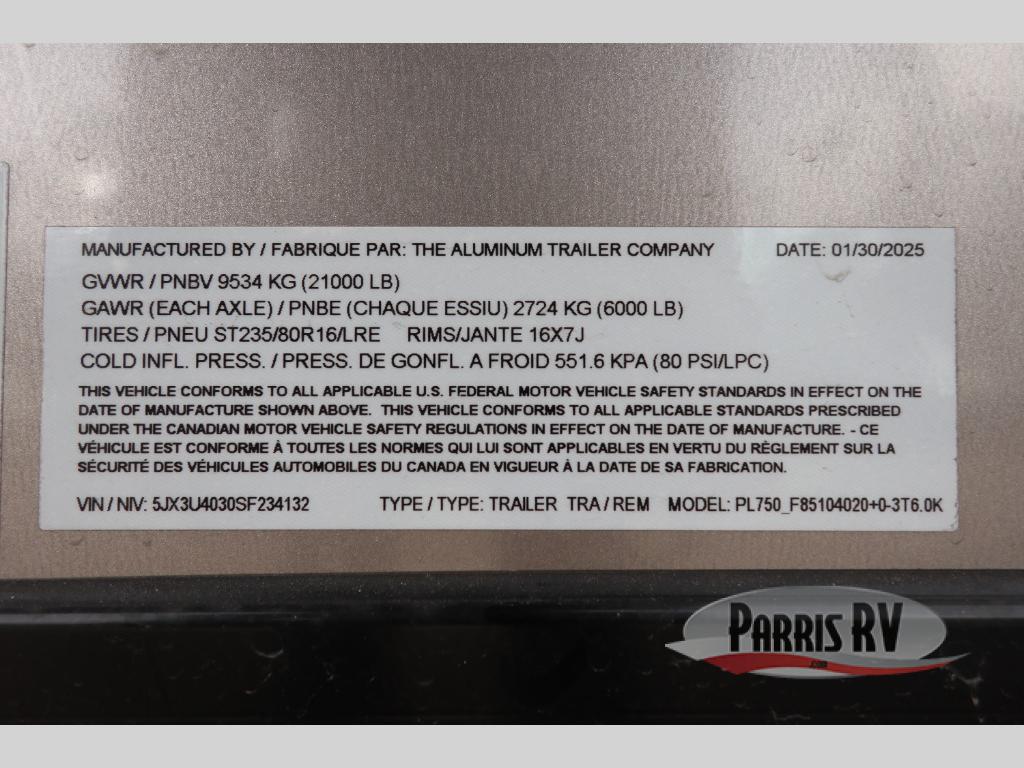 MANUFACTURED BY / FABRIQUE PAR: THE ALUMINUM TRAILER COMPANY DATE: 01/30/2025
GVWR / PNBV 9534 KG (21000 LB)
GAWR (EACH AXLE) / PNBE (CHAQUE ESSIU) 2724 KG (6000 LB)
TIRES / PNEU ST235/80R16/LRE RIMS/JANTE 16X7J
COLD INFL. PRESS. / PRESS. DE GONFL. A FROID 551.6 KPA (80 PSI/LPC)
THIS VEHICLE CONFORMS TO ALL APPLICABLE U.S. FEDERAL MOTOR VEHICLE SAFETY STANDARDS IN EFFECT ON THE
DATE OF MANUFACTURE SHOWN ABOVE. THIS VEHICLE CONFORMS TO ALL APPLICABLE STANDARDS PRESCRIBED
UNDER THE CANADIAN MOTOR VEHICLE SAFETY REGULATIONS IN EFFECT ON THE DATE OF MANUFACTURE. - CE
VÉHICULE EST CONFORME À TOUTES LES NORMES QUI LUI SONT APPLICABLES EN VERTU DU RÈGLEMENT SUR LA
SÉCURITÉ DES VÉHICULES AUTOMOBILES DU CANADA EN VIGUEUR À LA DATE DE SA FABRICATION.
VIN / NIV: 5JX3U4030SF234132 TYPE / TYPE: TRAILER TRA / REM MODEL: PL750_F85104020+0-3T6.0K
PARRIS RV
.com